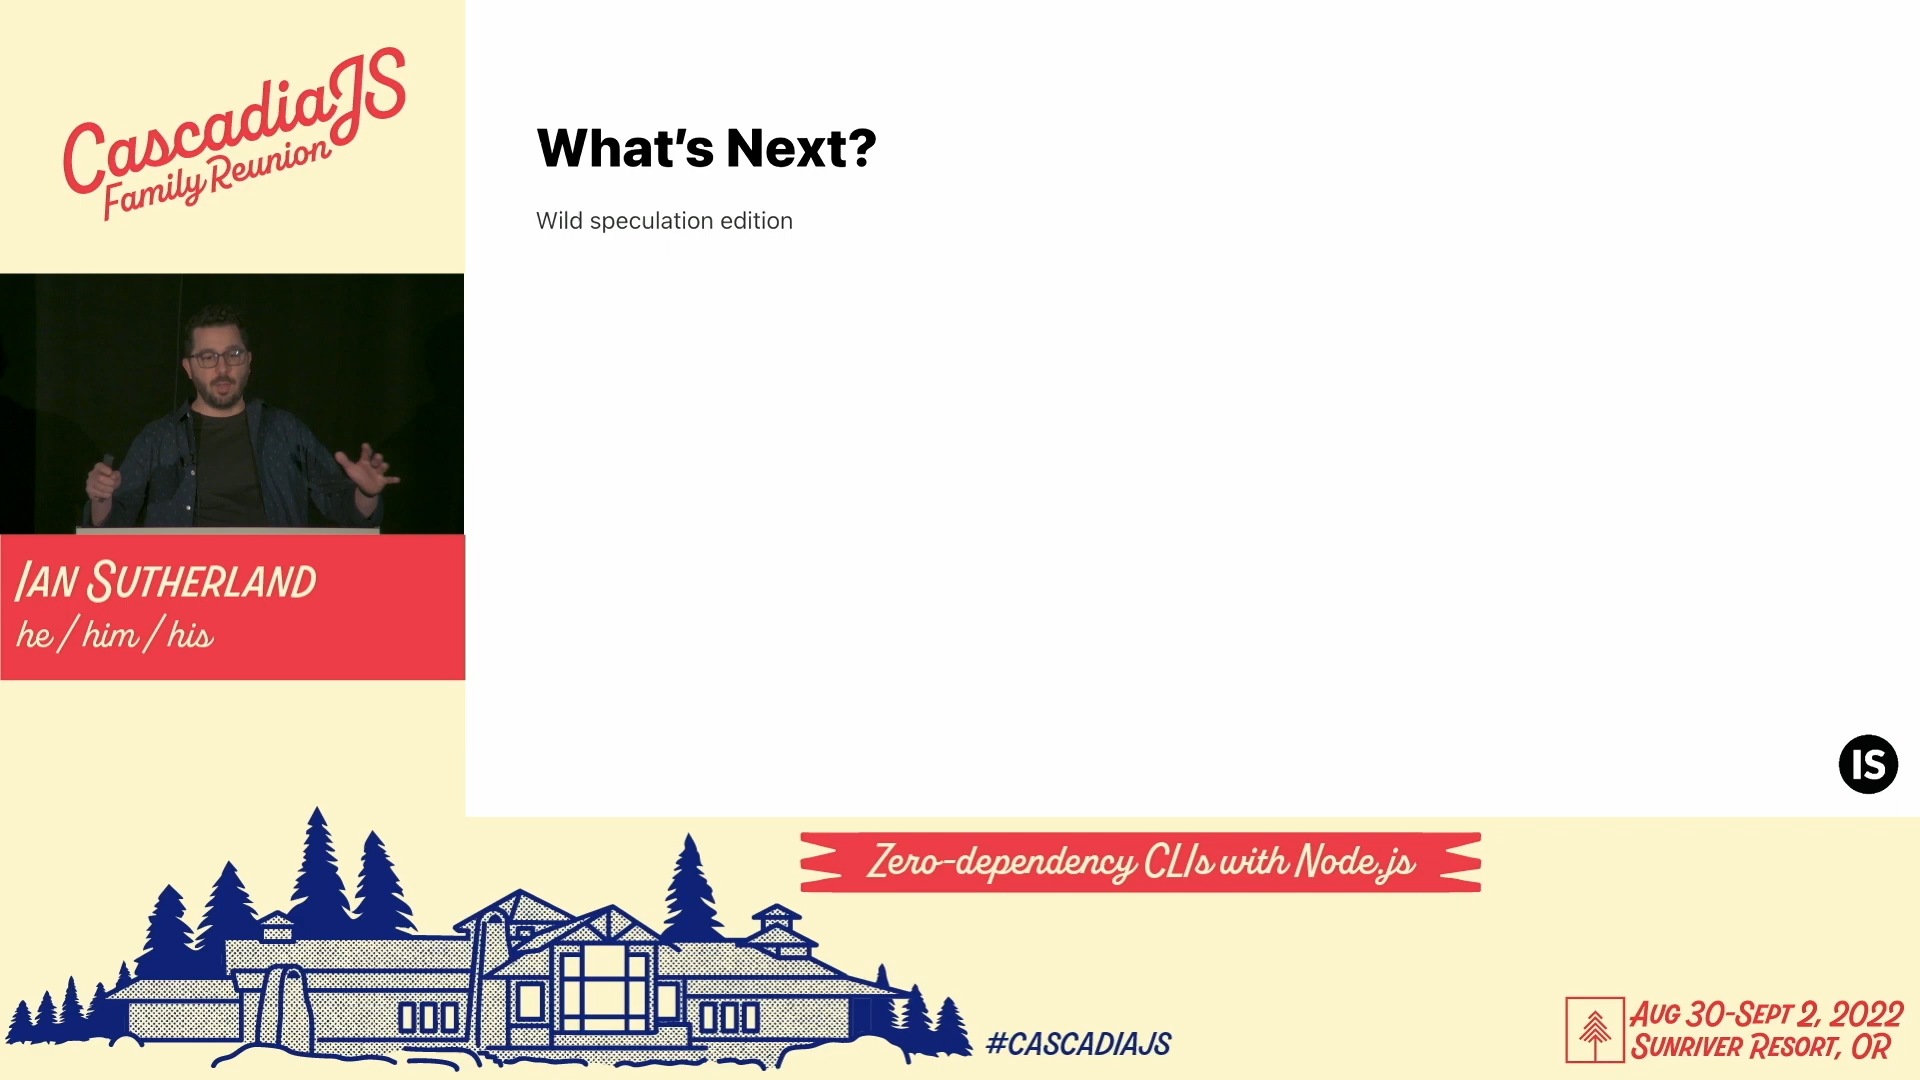 CascadiaJS
Family Reunion
What's Next?
Wild speculation edition
Ian Sutherland
he / him / his
IS
Zero-dependency CLIs with Node.js
#CASCADIAJS
Aug 30-Sept 2, 2022
Sunriver Resort, OR